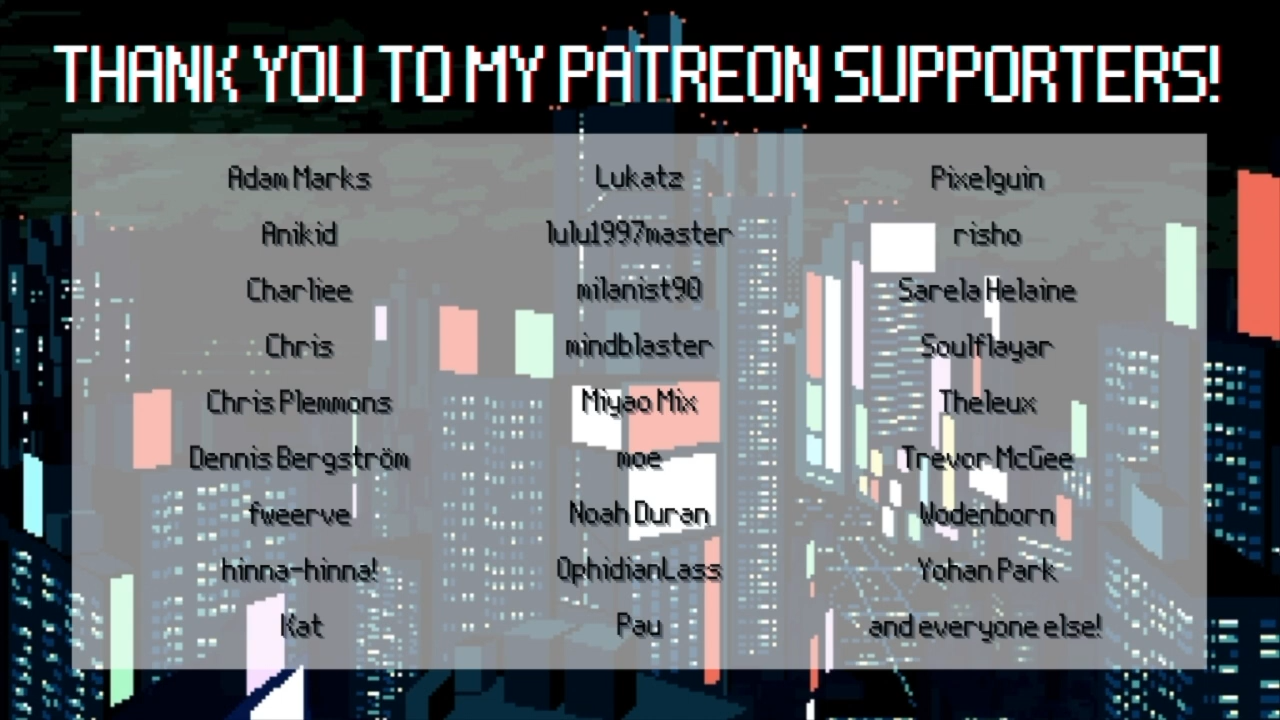 THANK YOU TO MY PATREON SUPPORTERS!
Adam Marks
Anikid
Charliee
Chris
Chris Plemmons
Dennis Bergström
fweerve
hinna-hinna!
Kat
Lukatz
lulu1997master
milanist90
mindblaster
Miyao Mix
moe
Noah Duran
OphidianLass
Pau
Pixelguin
risho
Sarela Helaine
Soulflayar
Theleux
Trevor McGee
Wodenborn
Yohan Park
and everyone else!